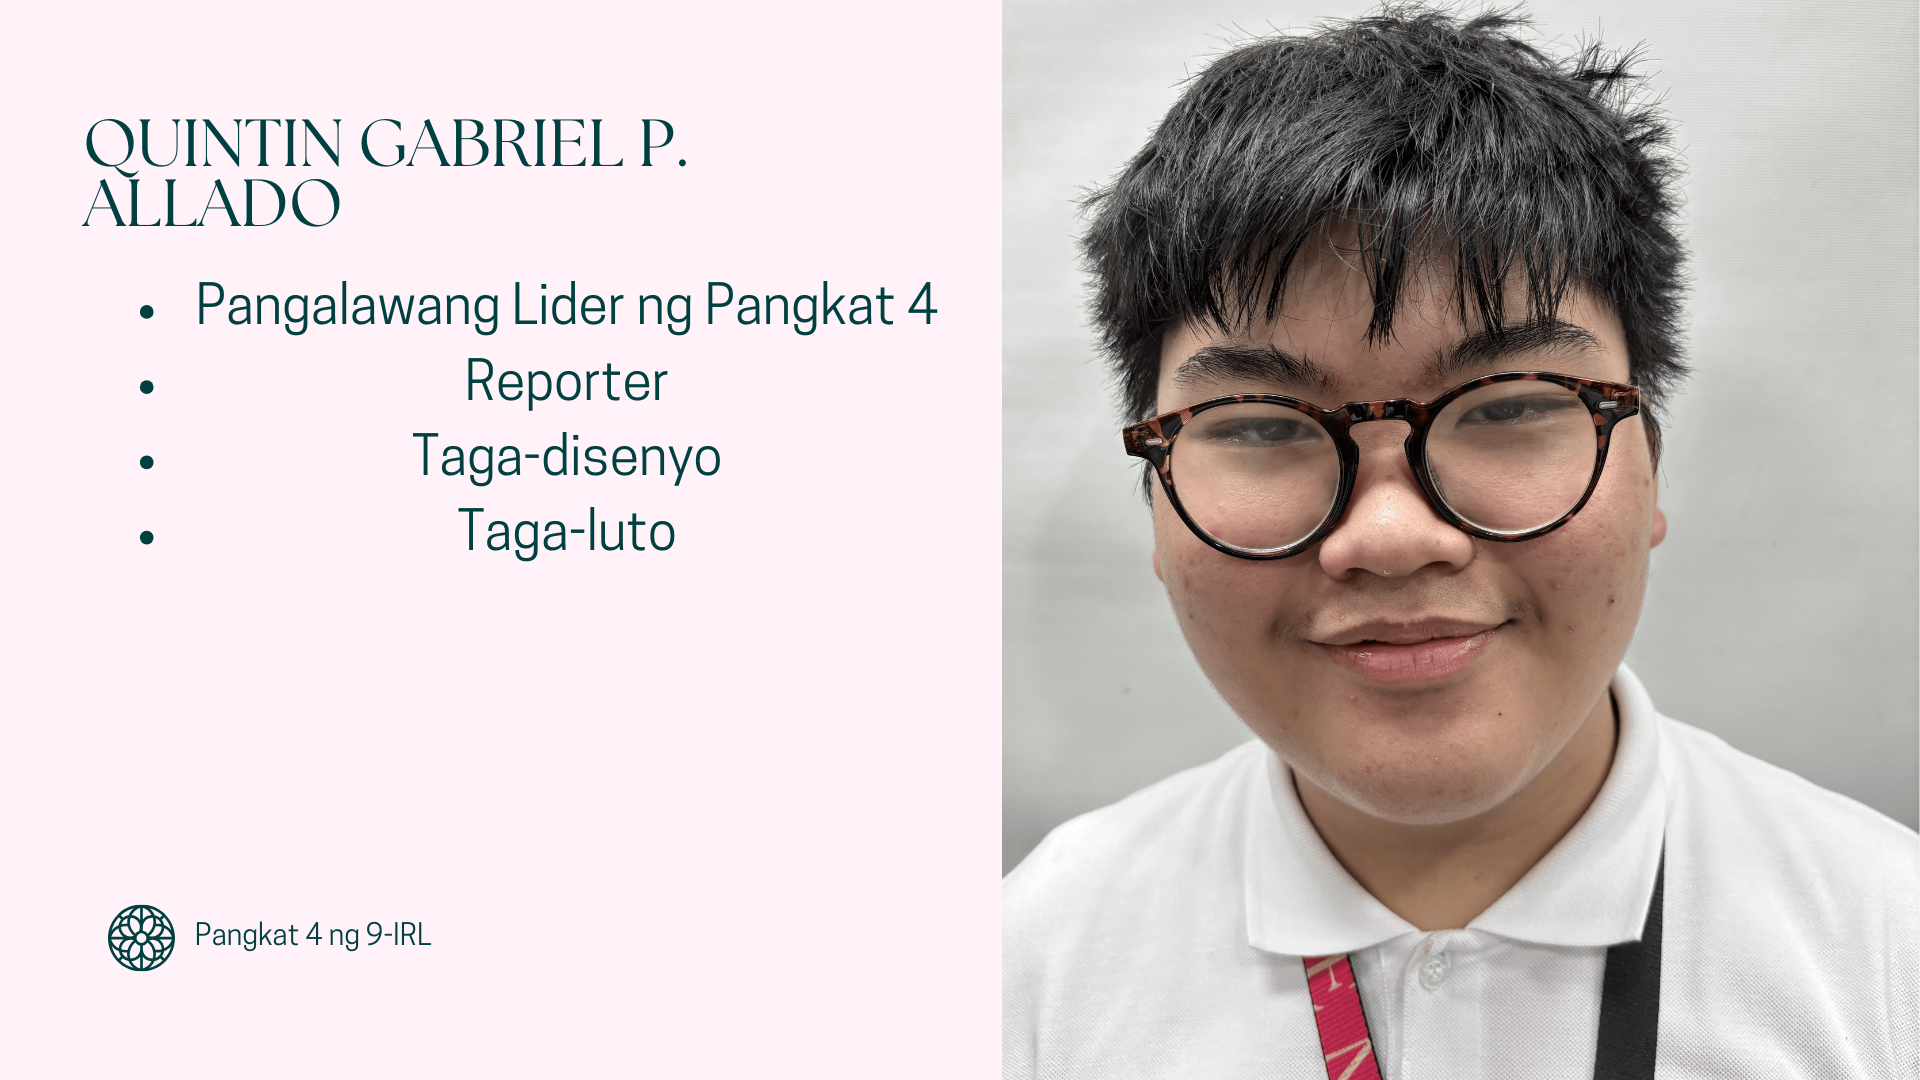 QUINTIN GABRIEL P.
ALLADO
Pangalawang Lider ng Pangkat 4
Reporter
Taga-disenyo
Taga-luto
Pangkat 4 ng 9-IRL